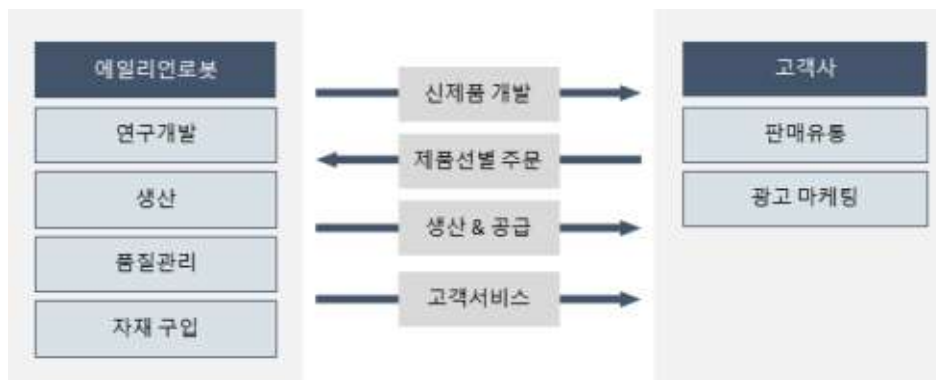 에일리언로봇
연구개발
생산
품질관리
자재 구입
신제품 개발
제품선별 주문
생산 & 공급
고객서비스
고객사
판매유통
광고 마케팅